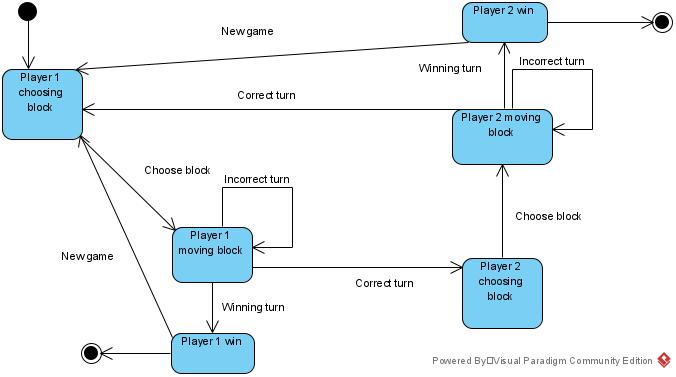 Player 2 win
New game
Winning turn
Incorrect turn
Player 1
choosing
block
Correct turn
Player 2 moving
block
Choose block
Incorrect turn
Choose block
Player 1
moving block
New game
Player 2
choosing
block
Correct turn
Winning turn
Player 1 win
Powered By Visual Paradigm Community Edition